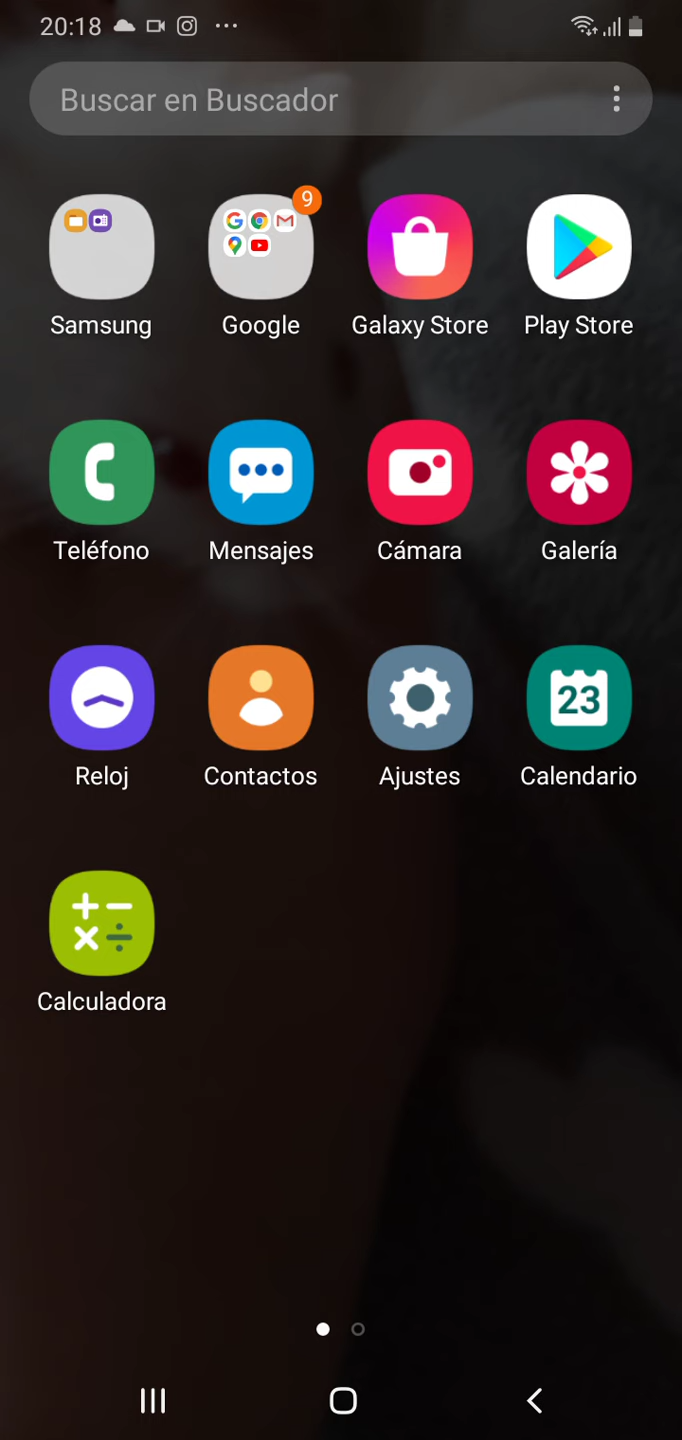 20:18
Buscar en Buscador
9
Samsung
Google
Galaxy Store
Play Store
Teléfono
Mensajes
Cámara
Galería
23
Reloj
Contactos
Ajustes
Calendario
Calculadora